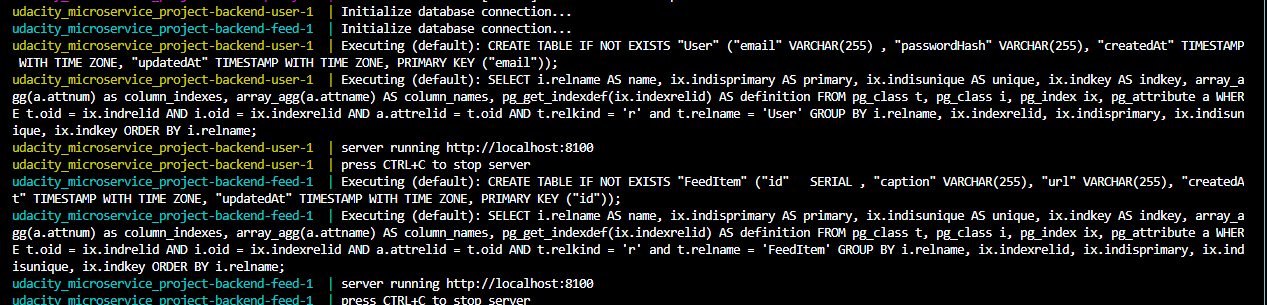 udacity_microservice_project-backend-user-1  | Initialize database connection...
udacity_microservice_project-backend-feed-1  | Initialize database connection...
udacity_microservice_project-backend-user-1  | Executing (default): CREATE TABLE IF NOT EXISTS "User" ("email" VARCHAR(255) , "passwordHash" VARCHAR(255), "createdAt" TIMESTAMP
 WITH TIME ZONE, "updatedAt" TIMESTAMP WITH TIME ZONE, PRIMARY KEY ("email"));
udacity_microservice_project-backend-user-1  | Executing (default): SELECT i.relname AS name, ix.indisprimary AS primary, ix.indisunique AS unique, ix.indkey AS indkey, array_a
gg(a.attnum) as column_indexes, array_agg(a.attname) AS column_names, pg_get_indexdef(ix.indexrelid) AS definition FROM pg_class t, pg_class i, pg_index ix, pg_attribute a WHER
E t.oid = ix.indrelid AND i.oid = ix.indexrelid AND a.attrelid = t.oid AND t.relkind = 'r' and t.relname = 'User' GROUP BY i.relname, ix.indexrelid, ix.indisprimary, ix.indisun
ique, ix.indkey ORDER BY i.relname;
udacity_microservice_project-backend-user-1  | server running http://localhost:8100
udacity_microservice_project-backend-user-1  | press CTRL+C to stop server
udacity_microservice_project-backend-feed-1  | Executing (default): CREATE TABLE IF NOT EXISTS "FeedItem" ("id"   SERIAL , "caption" VARCHAR(255), "url" VARCHAR(255), "createdA
t" TIMESTAMP WITH TIME ZONE, "updatedAt" TIMESTAMP WITH TIME ZONE, PRIMARY KEY ("id"));
udacity_microservice_project-backend-feed-1  | Executing (default): SELECT i.relname AS name, ix.indisprimary AS primary, ix.indisunique AS unique, ix.indkey AS indkey, array_a
gg(a.attnum) as column_indexes, array_agg(a.attname) AS column_names, pg_get_indexdef(ix.indexrelid) AS definition FROM pg_class t, pg_class i, pg_index ix, pg_attribute a WHER
E t.oid = ix.indrelid AND i.oid = ix.indexrelid AND a.attrelid = t.oid AND t.relkind = 'r' and t.relname = 'FeedItem' GROUP BY i.relname, ix.indexrelid, ix.indisprimary, ix.ind
isunique, ix.indkey ORDER BY i.relname;
udacity_microservice_project-backend-feed-1  | server running http://localhost:8100
udacity_microservice_project-backend-feed-1  | press CTRL+C to stop server